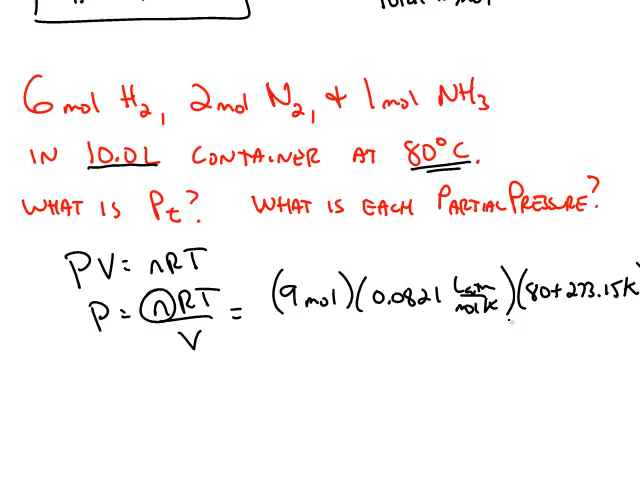 6 mol H₂, 2 mol N₂, + 1 mol NH₃
IN 10.0L CONTAINER AT 80°C.
WHAT IS Pt? WHAT IS EACH PARTIAL PRESSURE?
PV = nRT
P = nRT/V = (9 mol)(0.0821 L atm/mol K)(80+273.15K)